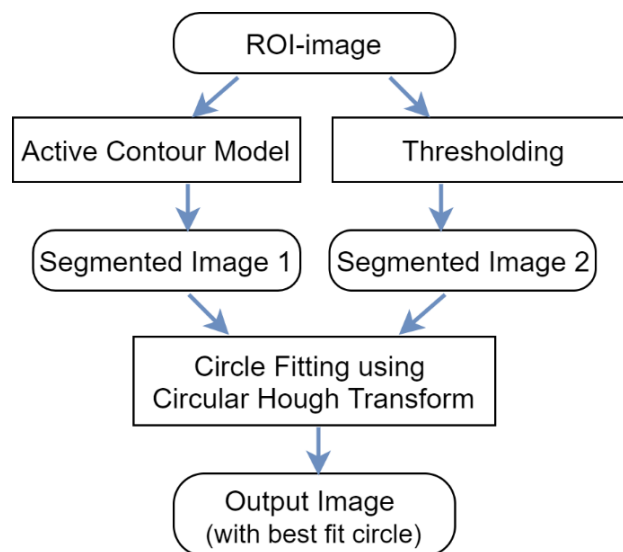 ROI-image
Active Contour Model
Thresholding
Segmented Image 1
Segmented Image 2
Circle Fitting using
Circular Hough Transform
Output Image
(with best fit circle)